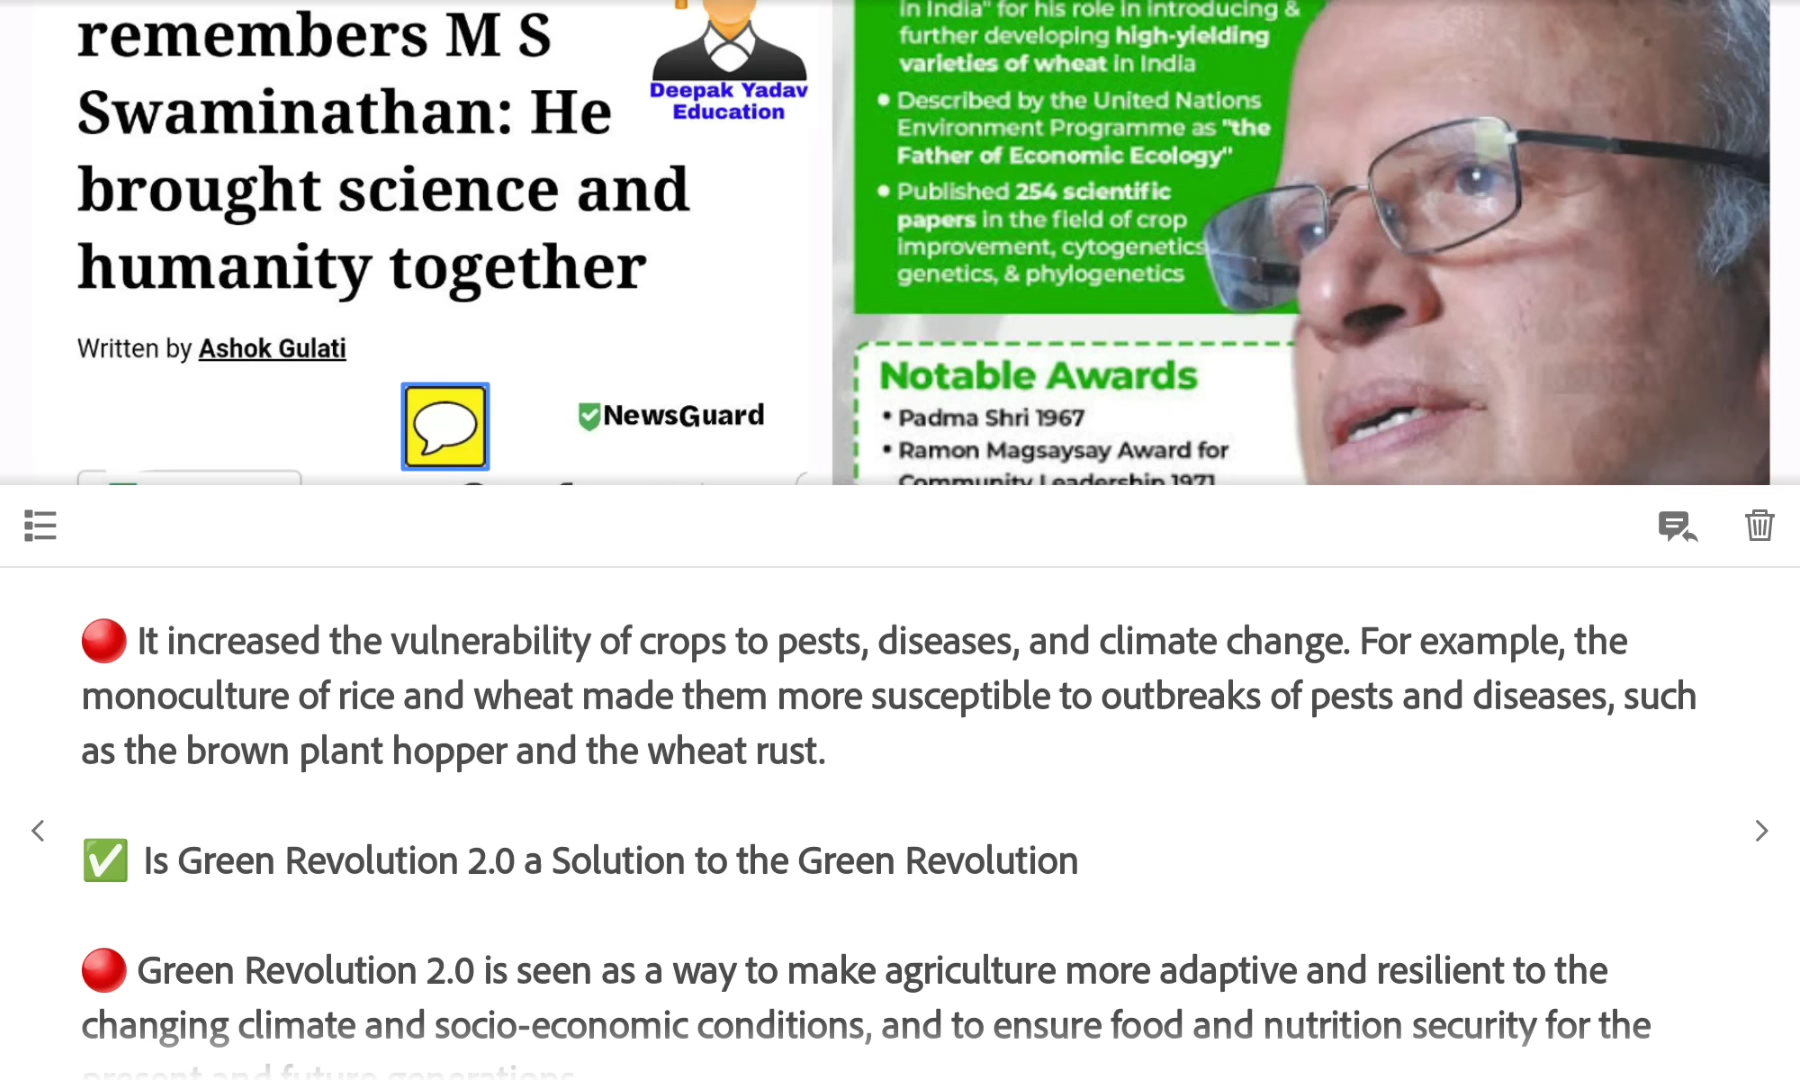 remembers M S
Swaminathan: He
brought science and
humanity together
Written by Ashok Gulati
Deepak Yadav
Education
NewsGuard
in India" for his role in introducing &
further developing high-yielding
varieties of wheat in India
• Described by the United Nations
Environment Programme as "the
Father of Economic Ecology"
• Published 254 scientific
papers in the field of crop
improvement, cytogenetics
genetics, & phylogenetics
Notable Awards
• Padma Shri 1967
• Ramon Magsaysay Award for
Community Leadership 1971
🔴 It increased the vulnerability of crops to pests, diseases, and climate change. For example, the
monoculture of rice and wheat made them more susceptible to outbreaks of pests and diseases, such
as the brown plant hopper and the wheat rust.
✅ Is Green Revolution 2.0 a Solution to the Green Revolution
🔴 Green Revolution 2.0 is seen as a way to make agriculture more adaptive and resilient to the
changing climate and socio-economic conditions, and to ensure food and nutrition security for the
present and future generations